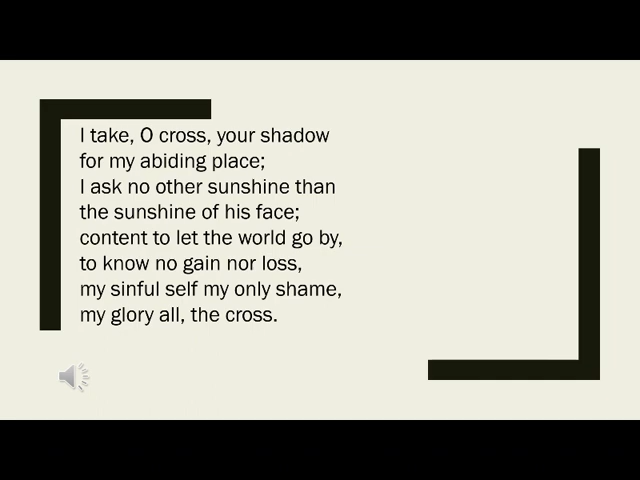 I take, O cross, your shadow
for my abiding place;
I ask no other sunshine than
the sunshine of his face;
content to let the world go by,
to know no gain nor loss,
my sinful self my only shame,
my glory all, the cross.